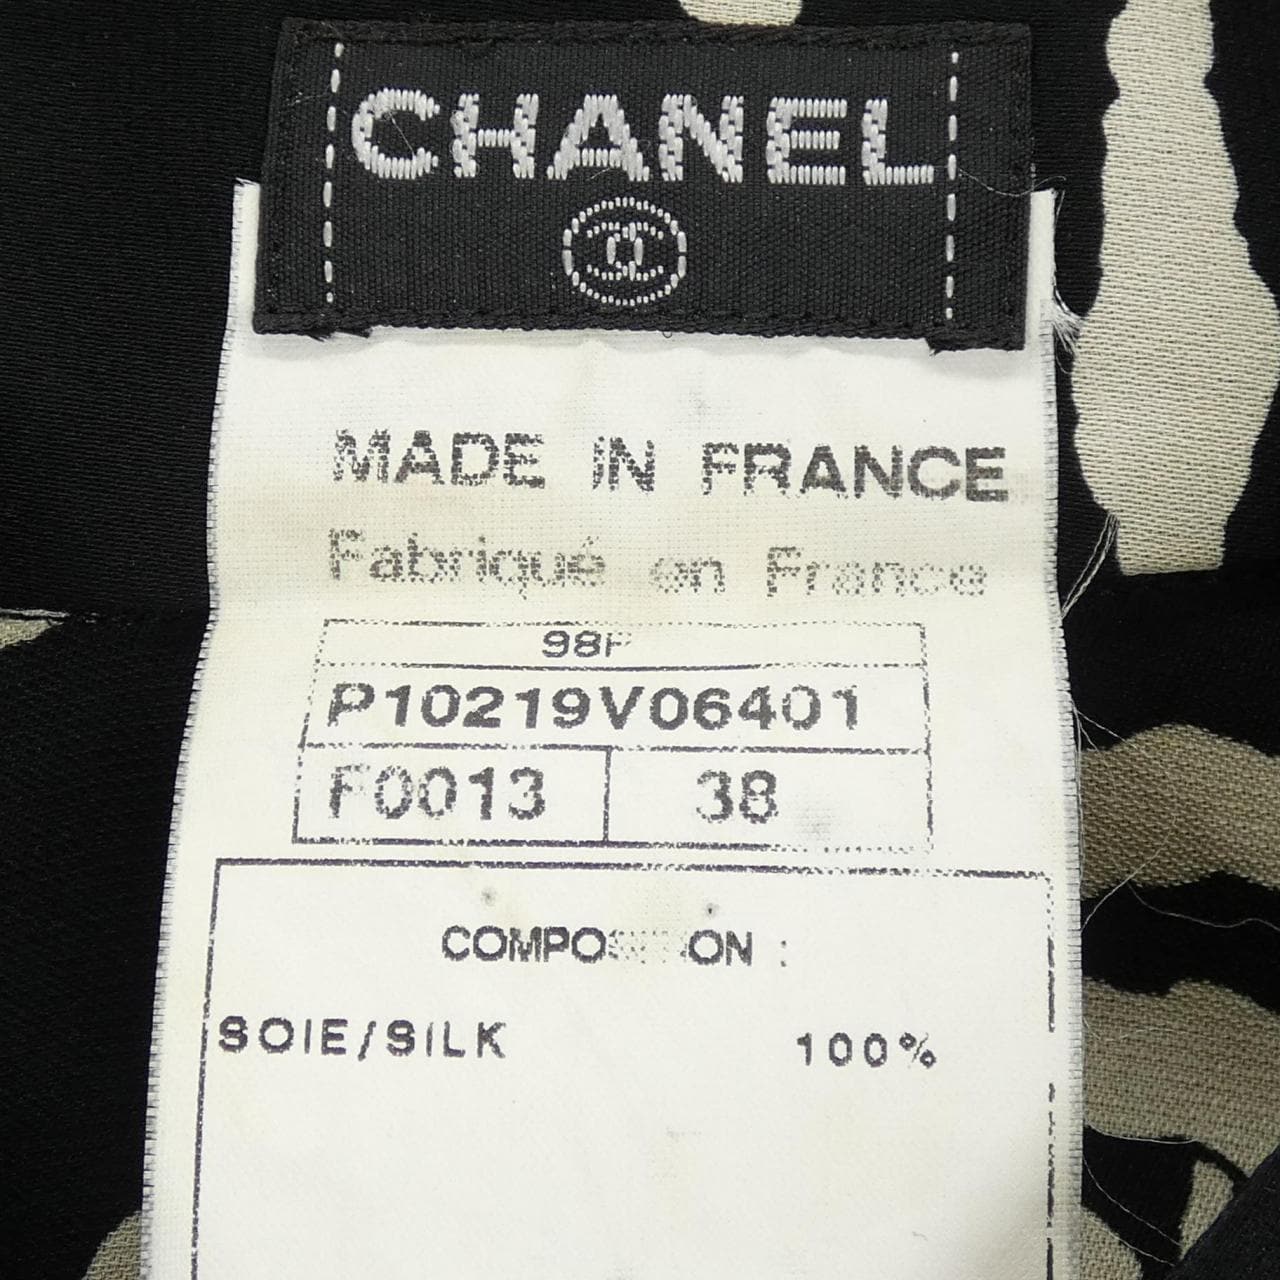 CHANEL
MADE IN FRANCE
Fabriqué en France
98P
P10219V06401
F0013 38
COMPOSITION :
SOIE/SILK 100%